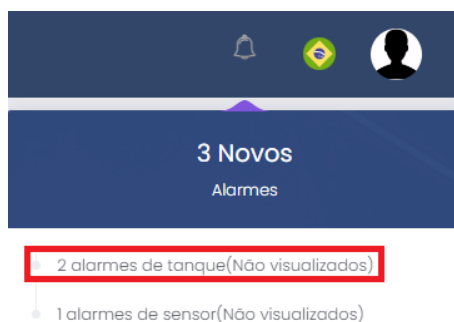 3 Novos
Alarmes
2 alarmes de tanque(Não visualizados)
1 alarmes de sensor(Não visualizados)